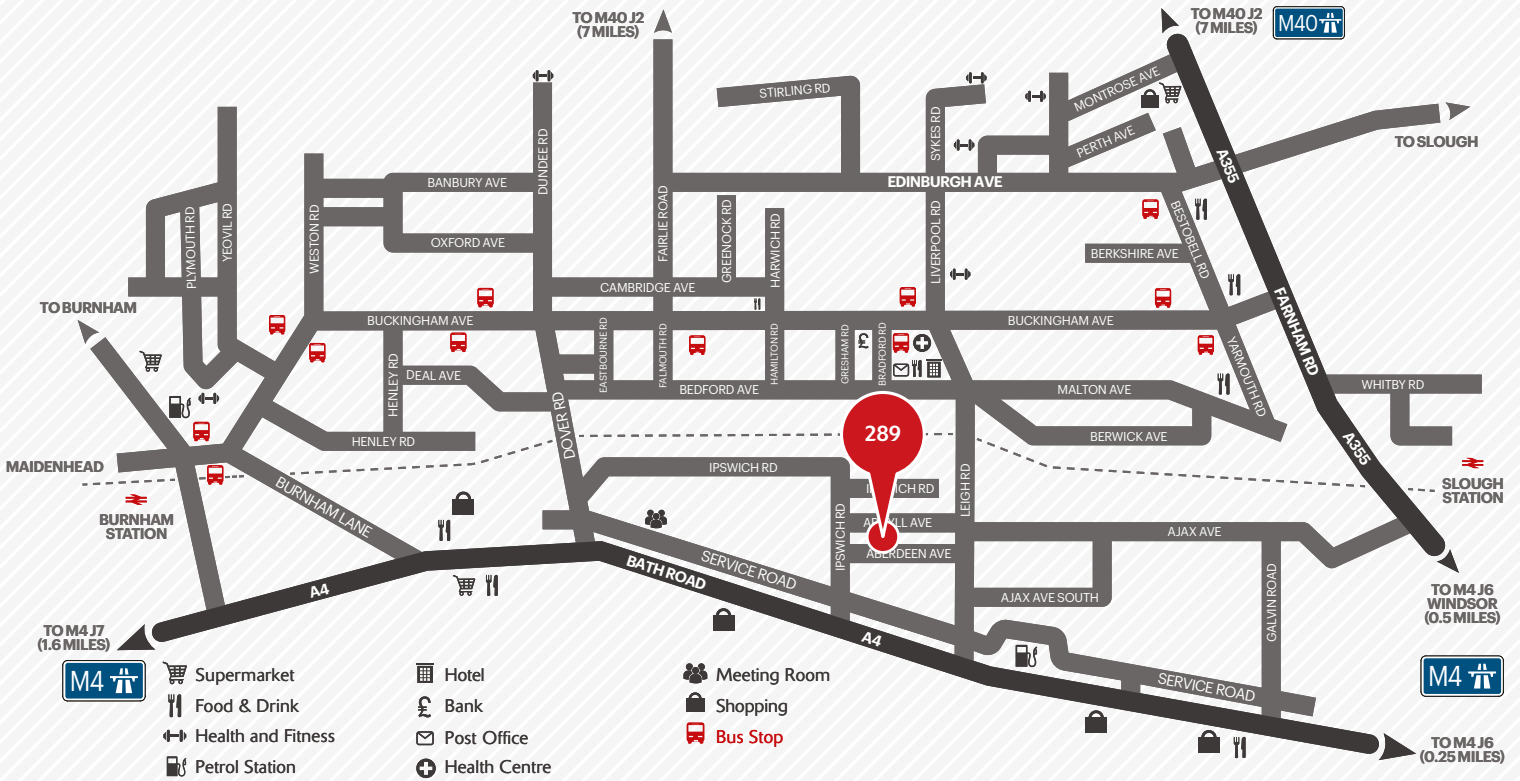 TO M40 J2
(7 MILES)
TO M40 J2
(7 MILES)
M40
STIRLING RD
MONTROSE AVE
PERTH AVE
SYKES RD
A355
TO SLOUGH
DUNDEE RD
BANBURY AVE
EDINBURGH AVE
PLYMOUTH RD
YEOVIL RD
WESTON RD
OXFORD AVE
FAIRLIE ROAD
GREENOCK RD
HARWICH RD
LIVERPOOL RD
BESTOBELL RD
BERKSHIRE AVE
CAMBRIDGE AVE
TO BURNHAM
BUCKINGHAM AVE
BUCKINGHAM AVE
FARNHAM RD
HENLEY RD
DEAL AVE
EASTBOURNE RD
FALMOUTH RD
HAMILTON RD
GRESHAM RD
BRADFORD RD
YARMOUTH RD
BEDFORD AVE
MALTON AVE
WHITBY RD
DOVER RD
289
HENLEY RD
BERWICK AVE
A355
MAIDENHEAD
IPSWICH RD
LEIGH RD
BURNHAM
STATION
BURNHAM LANE
SLOUGH
STATION
IPSWICH RD
AJAX AVE
ABERDEEN AVE
BATH ROAD
SERVICE ROAD
A4
AJAX AVE SOUTH
GALVIN ROAD
TO M4 J6
WINDSOR
(0.5 MILES)
TO M4 J7
(1.6 MILES)
A4
M4
SERVICE ROAD
M4
TO M4 J6
(0.25 MILES)
Supermarket
Food & Drink
Health and Fitness
Petrol Station
Hotel
£ Bank
Post Office
Health Centre
Meeting Room
Shopping
Bus Stop